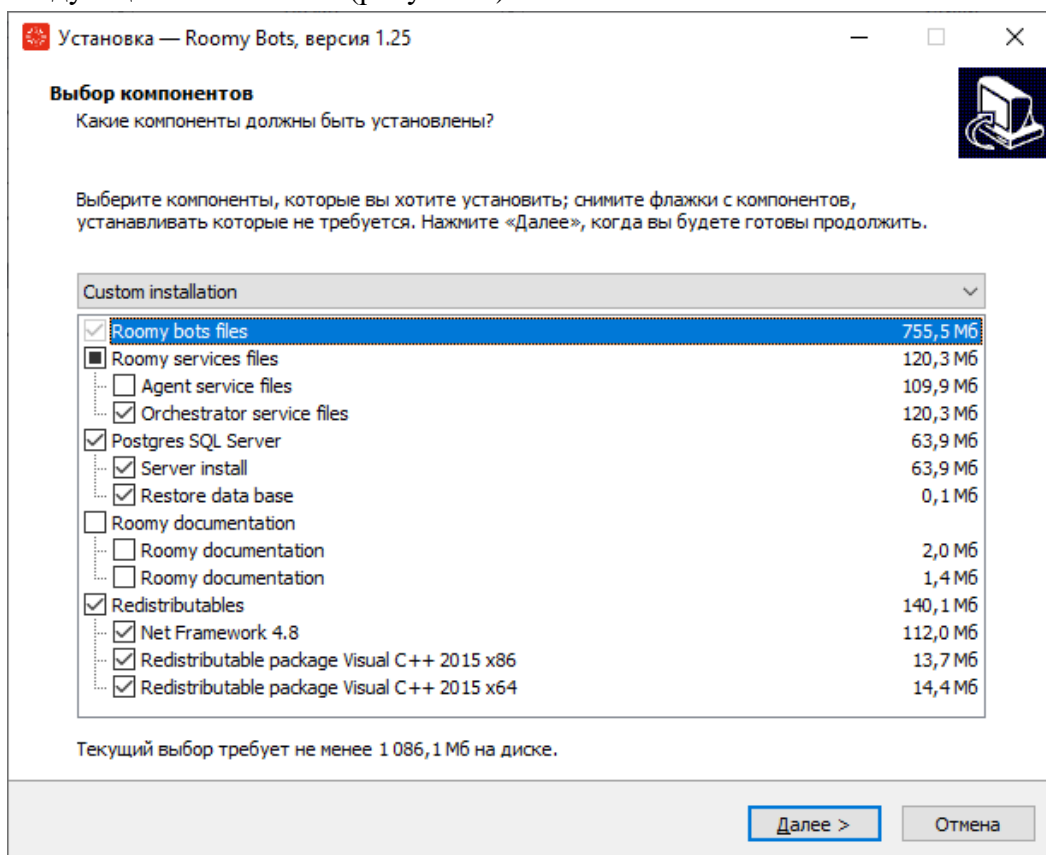 Установка — Roomy Bots, версия 1.25
Выбор компонентов
Какие компоненты должны быть установлены?
Выберите компоненты, которые вы хотите установить; снимите флажки с компонентов,
устанавливать которые не требуется. Нажмите «Далее», когда вы будете готовы продолжить.
Custom installation
Roomy bots files 755,5 Мб
Roomy services files 120,3 Мб
Agent service files 109,9 Мб
Orchestrator service files 120,3 Мб
Postgres SQL Server 63,9 Мб
Server install 63,9 Мб
Restore data base 0,1 Мб
Roomy documentation
Roomy documentation 2,0 Мб
Roomy documentation 1,4 Мб
Redistributables 140,1 Мб
Net Framework 4.8 112,0 Мб
Redistributable package Visual C++ 2015 x86 13,7 Мб
Redistributable package Visual C++ 2015 x64 14,4 Мб
Текущий выбор требует не менее 1 086,1 Мб на диске.
Далее > Отмена